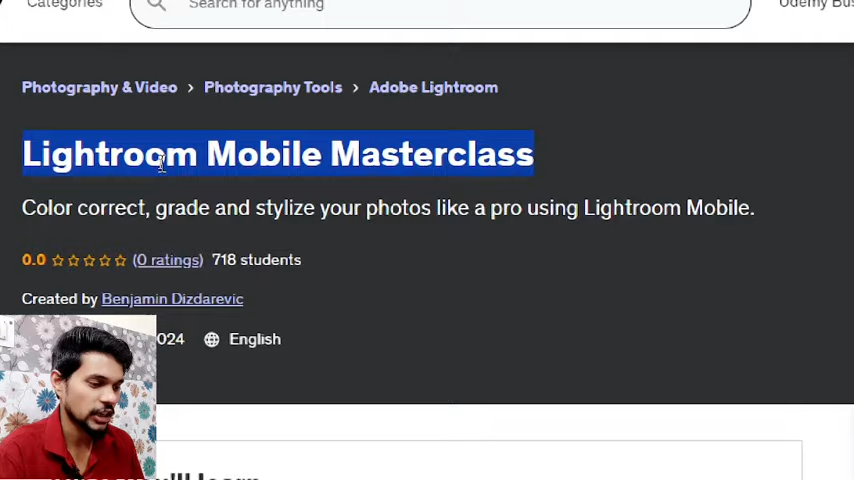 Categories
Search for anything
Udemy Bus
Photography & Video > Photography Tools > Adobe Lightroom
Lightroom Mobile Masterclass
Color correct, grade and stylize your photos like a pro using Lightroom Mobile.
0.0 (0 ratings) 718 students
Created by Benjamin Dizdarevic
024 English